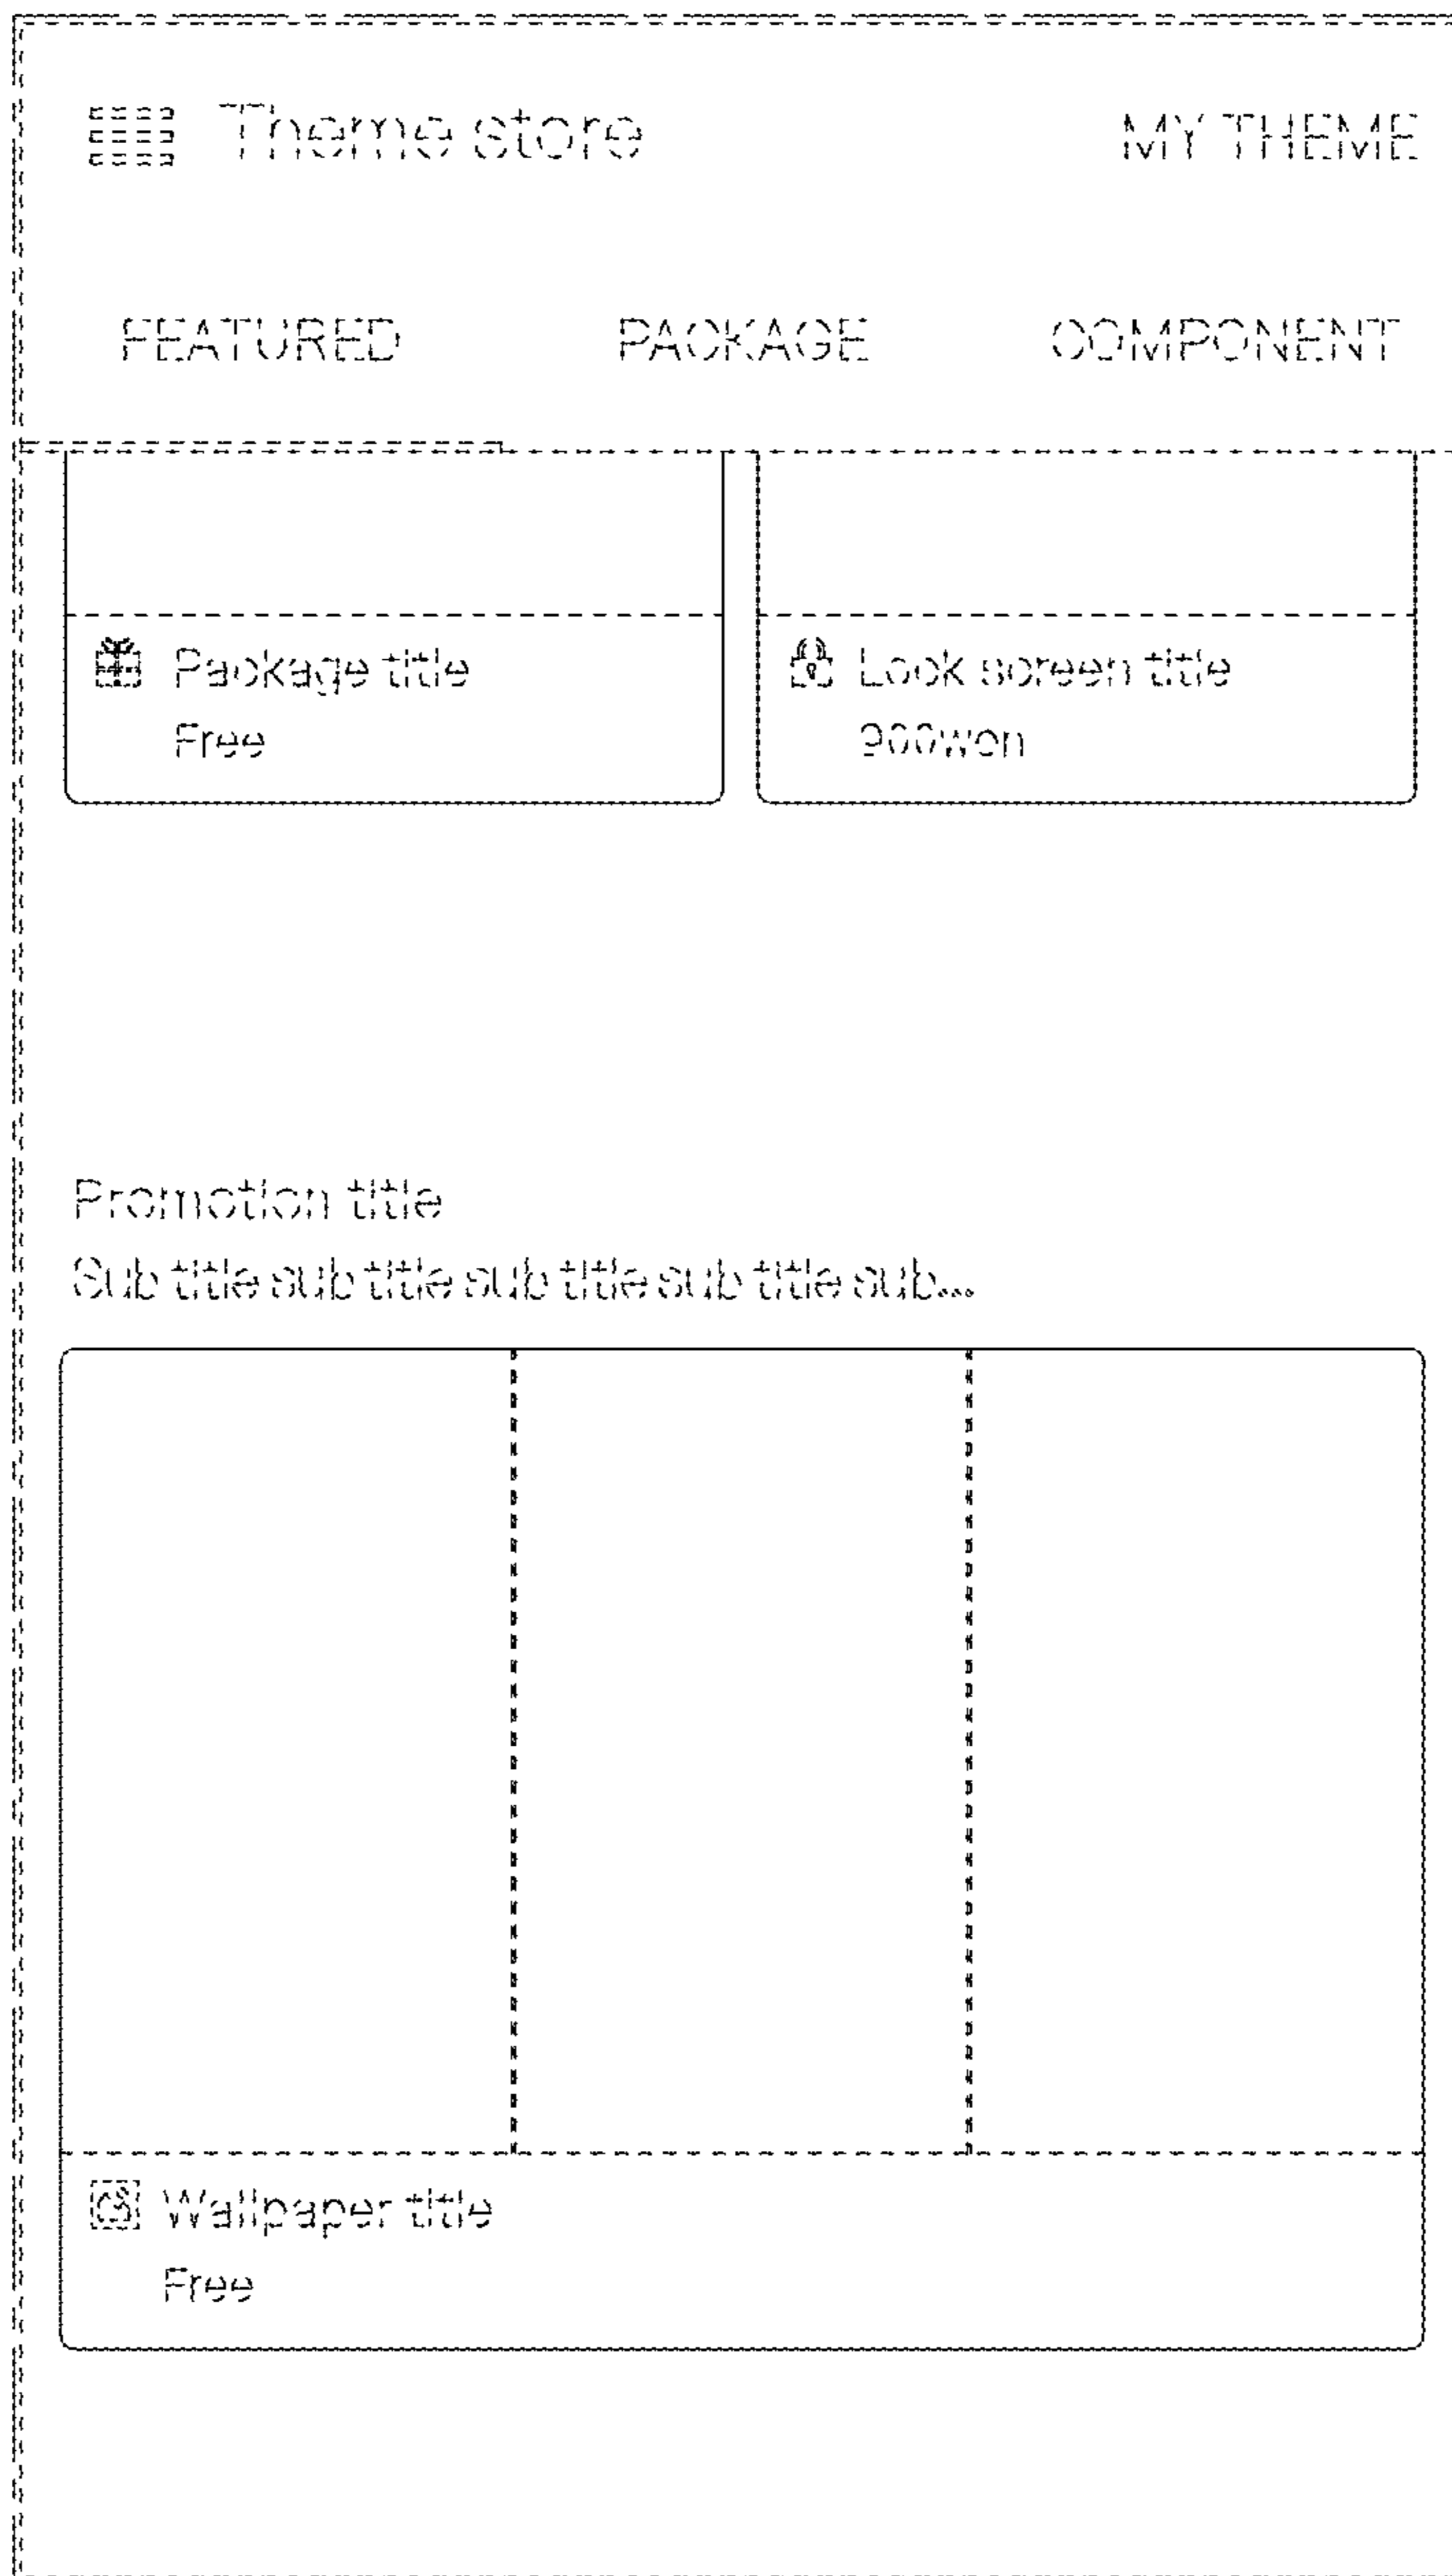 Theme store MY THEME
FEATURED PACKAGE COMPONENT
Package title Lock screen title
Free 900won
Promotion title
Sub title sub title sub title sub title sub...
Wallpaper title
Free